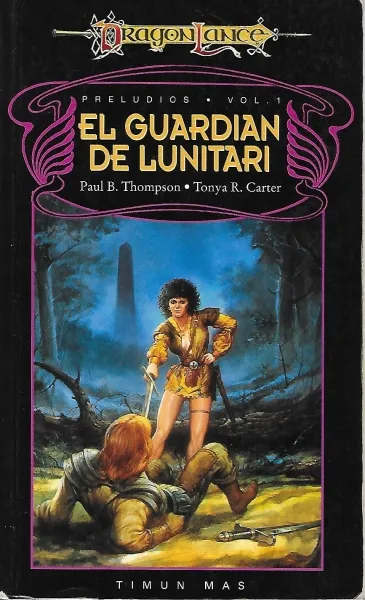 DRAGONLANCE
PRELUDIOS • VOL. 1
EL GUARDIAN
DE LUNITARI
Paul B. Thompson • Tonya R. Carter
TIMUN MAS